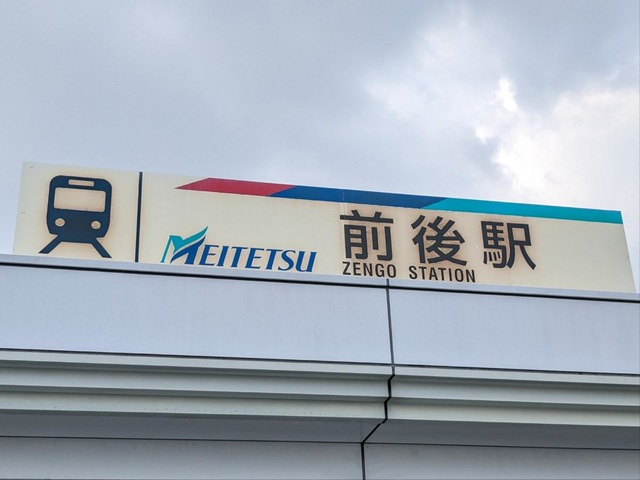 MEITETSU
前後駅
ZENGO STATION